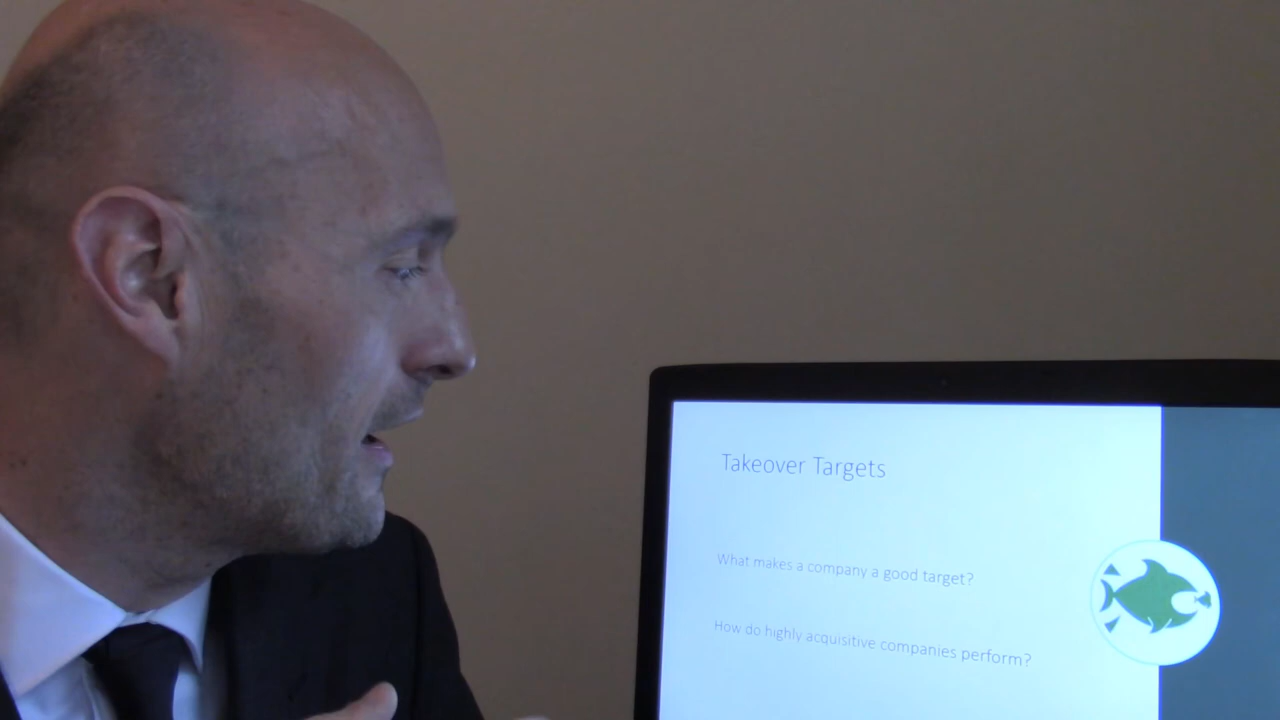 Takeover Targets
What makes a company a good target?
How do highly acquisitive companies perform?